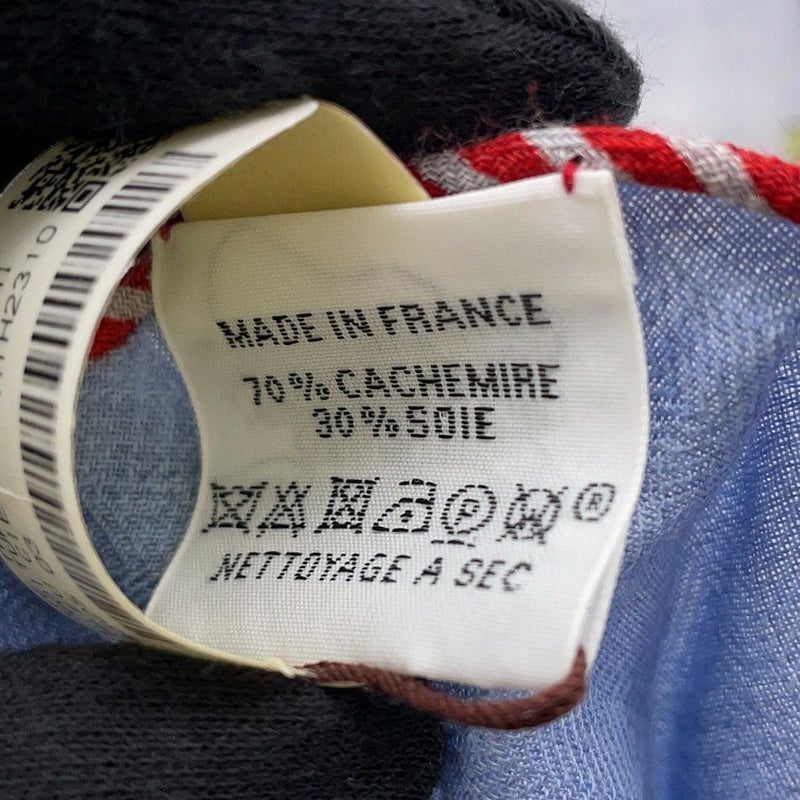 MADE IN FRANCE
70% CACHEMIRE
30% SOIE
P W ®
NETTOYAGE A SEC